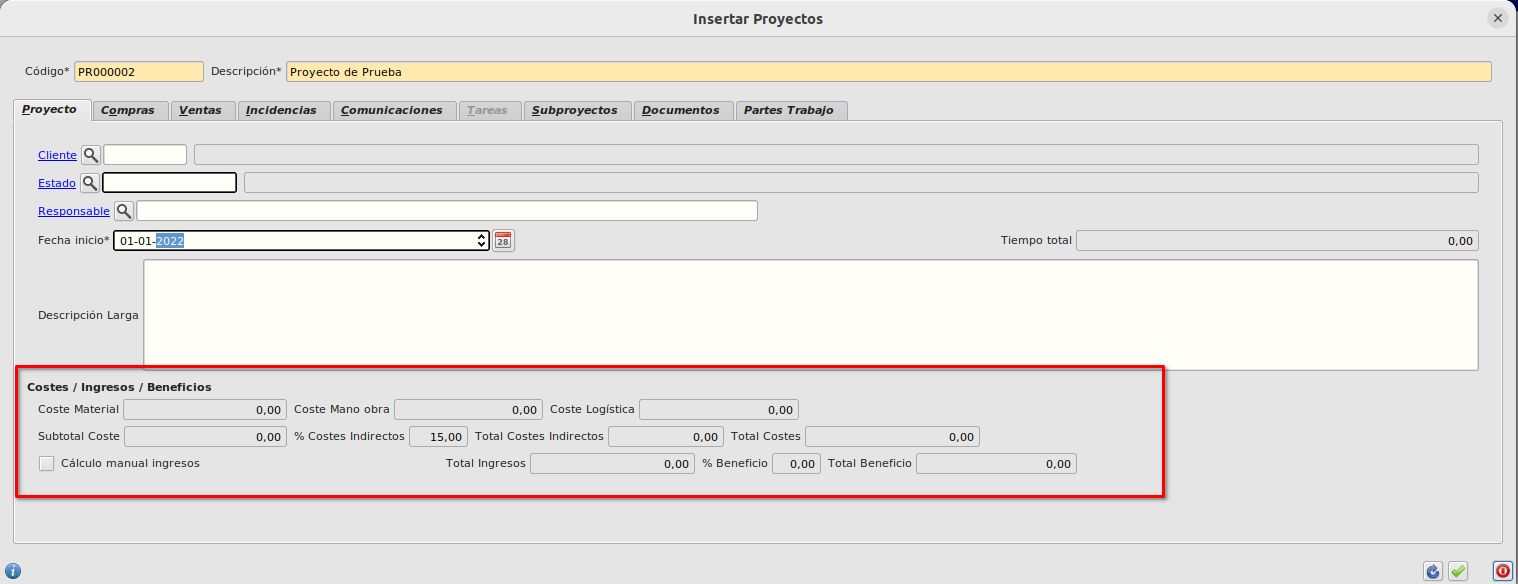 Insertar Proyectos
Código* PR000002 Descripción* Proyecto de Prueba
Proyecto Compras Ventas Incidencias Comunicaciones Tareas Subproyectos Documentos Partes Trabajo
Cliente
Estado
Responsable
Fecha inicio* 01-01-2022 28 Tiempo total 0,00
Descripción Larga
Costes / Ingresos / Beneficios
Coste Material 0,00 Coste Mano obra 0,00 Coste Logística 0,00
Subtotal Coste 0,00 % Costes Indirectos 15,00 Total Costes Indirectos 0,00 Total Costes 0,00
Cálculo manual ingresos Total Ingresos 0,00 % Beneficio 0,00 Total Beneficio 0,00